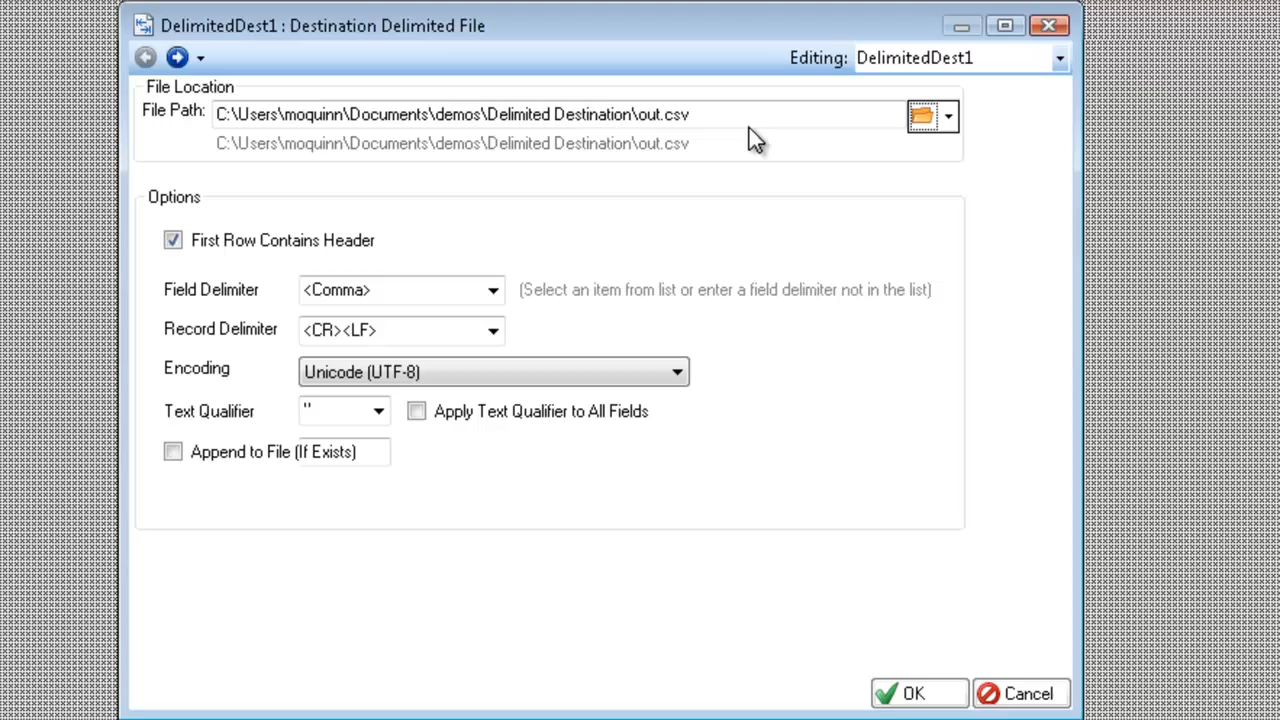 DelimitedDest1 : Destination Delimited File
Editing: DelimitedDest1
File Location
File Path: C:\Users\moquinn\Documents\demos\Delimited Destination\out.csv
C:\Users\moquinn\Documents\demos\Delimited Destination\out.csv
Options
First Row Contains Header
Field Delimiter <Comma> (Select an item from list or enter a field delimiter not in the list)
Record Delimiter <CR><LF>
Encoding Unicode (UTF-8)
Text Qualifier " Apply Text Qualifier to All Fields
Append to File (If Exists)
OK Cancel